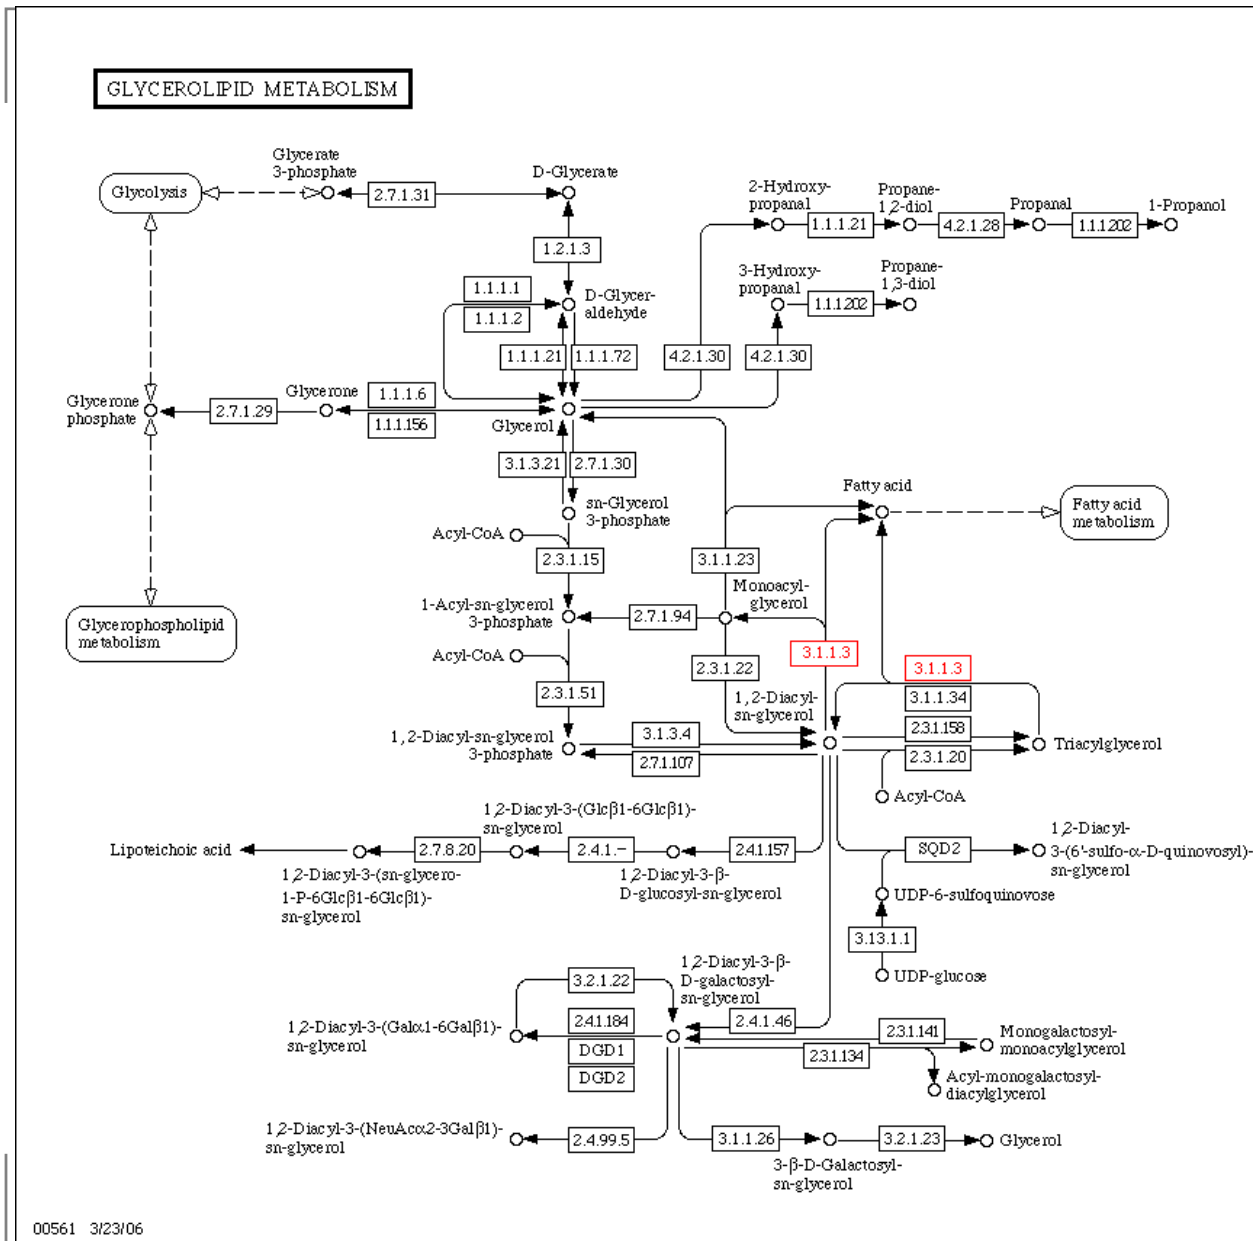 GLYCEROLIPID METABOLISM
Glycerate
3-phosphate
D-Glycerate
Glycolysis
2.7.1.31
2-Hydroxy-
propanal
Propane-
1,2-diol
Propanal
1-Propanol
1.1.1.21
4.2.1.28
1.1.1.202
1.2.1.3
3-Hydroxy-
propanal
Propane-
1,3-diol
1.1.1.1
1.1.1.2
D-Glycer-
aldehyde
1.1.1.202
1.1.1.21
1.1.1.72
4.2.1.30
4.2.1.30
Glycerone
phosphate
2.7.1.29
Glycerone
1.1.1.6
1.1.1.156
Glycerol
3.1.3.21
2.7.1.30
sn-Glycerol
3-phosphate
Fatty acid
Fatty acid
metabolism
Acyl-CoA
2.3.1.15
3.1.1.23
Monoacyl-
glycerol
1-Acyl-sn-glycerol
3-phosphate
2.7.1.94
Glycerophospholipid
metabolism
Acyl-CoA
2.3.1.22
3.1.1.3
3.1.1.3
3.1.1.34
2.3.1.51
1,2-Diacyl-
sn-glycerol
2.3.1.158
1,2-Diacyl-sn-glycerol
3-phosphate
3.1.3.4
2.7.1.107
2.3.1.20
Triacylglycerol
Acyl-CoA
1,2-Diacyl-3-(Glcβ1-6Glcβ1)-
sn-glycerol
Lipoteichoic acid
2.7.8.20
2.4.1.-
2.4.1.157
SQD2
1,2-Diacyl-
3-(6'-sulfo-α-D-quinovosyl)-
sn-glycerol
1,2-Diacyl-3-(sn-glycero-
1-P-6Glcβ1-6Glcβ1)-
sn-glycerol
1,2-Diacyl-3-β-
D-glucosyl-sn-glycerol
UDP-6-sulfoquinovose
3.13.1.1
UDP-glucose
3.2.1.22
1,2-Diacyl-3-β-
D-galactosyl-
sn-glycerol
1,2-Diacyl-3-(Galα1-6Galβ1)-
sn-glycerol
2.4.1.184
DGD1
DGD2
2.4.1.46
2.3.1.141
2.3.1.134
Monogalactosyl-
monoacylglycerol
Acyl-monogalactosyl-
diacylglycerol
1,2-Diacyl-3-(NeuAcα2-3Galβ1)-
sn-glycerol
2.4.99.5
3.1.1.26
3.2.1.23
Glycerol
3-β-D-Galactosyl-
sn-glycerol
00561 3/23/06